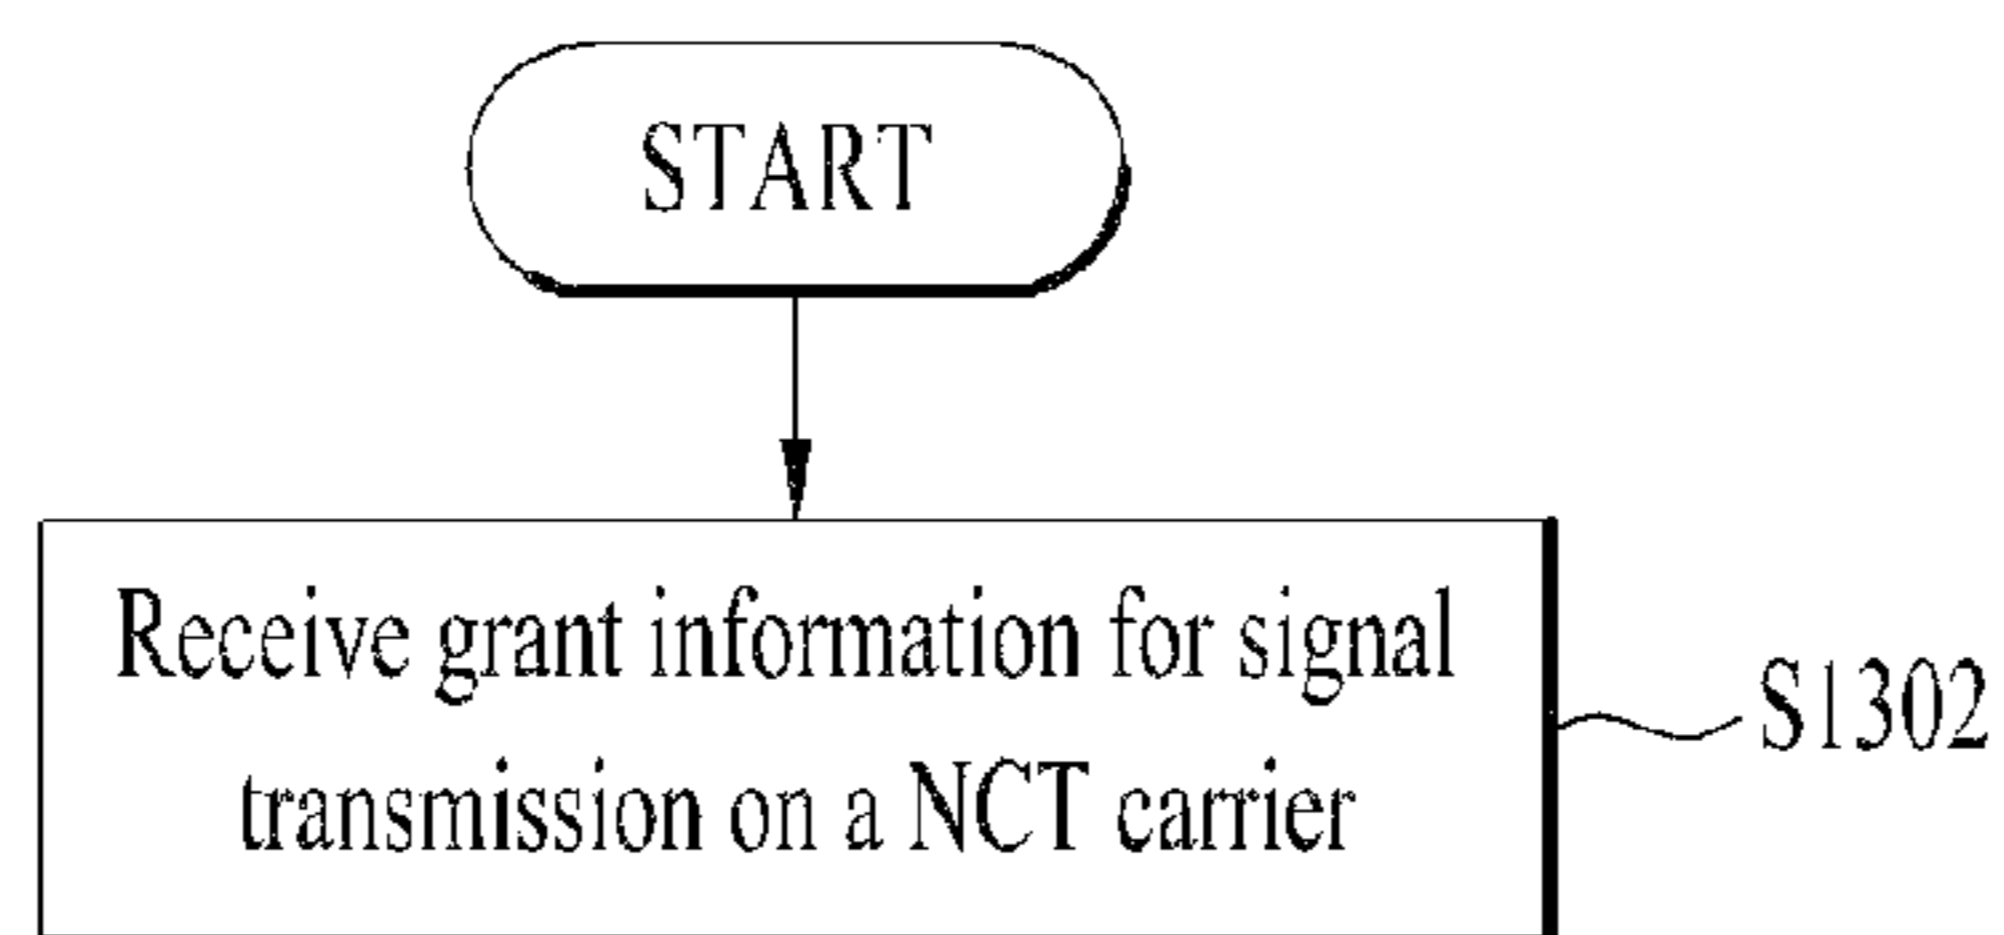 START
Receive grant information for signal
transmission on a NCT carrier
S1302